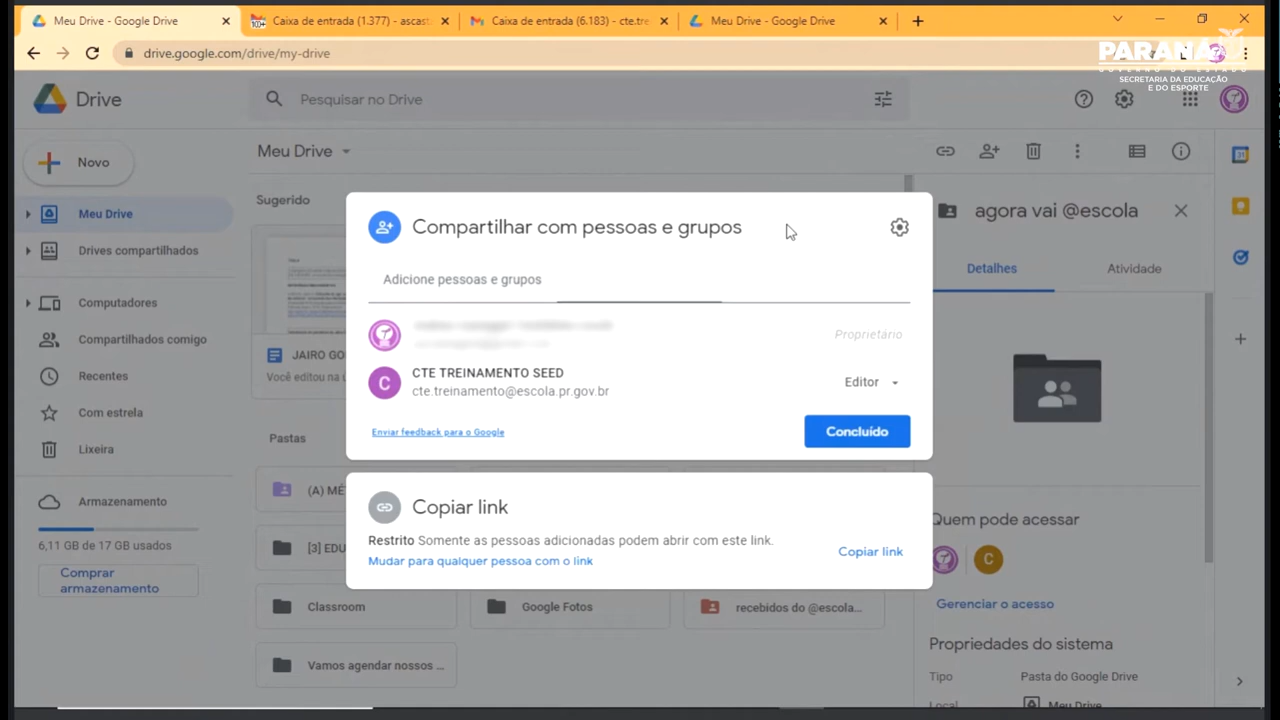 Meu Drive - Google Drive
Caixa de entrada (1.377) - ascast
Caixa de entrada (6.183) - cte.tre
Meu Drive - Google Drive
drive.google.com/drive/my-drive
PARANÁ
GOVERNO DO ESTADO
SECRETARIA DA EDUCAÇÃO
E DO ESPORTE
Drive
Pesquisar no Drive
Novo
Meu Drive
agora vai @escola
Meu Drive
Drives compartilhados
Computadores
Compartilhados comigo
Recentes
Com estrela
Lixeira
Armazenamento
6,11 GB de 17 GB usados
Comprar
armazenamento
Sugerido
JAIRO GO
Você editou na ú
Pastas
(A) MÉ
[3] EDU
Classroom
Google Fotos
recebidos do @escola...
Vamos agendar nossos ...
Compartilhar com pessoas e grupos
Adicione pessoas e grupos
Proprietário
C
CTE TREINAMENTO SEED
cte.treinamento@escola.pr.gov.br
Editor
Enviar feedback para o Google
Concluído
Copiar link
Restrito Somente as pessoas adicionadas podem abrir com este link.
Mudar para qualquer pessoa com o link
Copiar link
Detalhes
Atividade
Quem pode acessar
C
Gerenciar o acesso
Propriedades do sistema
Tipo
Pasta do Google Drive
Local
Meu Drive